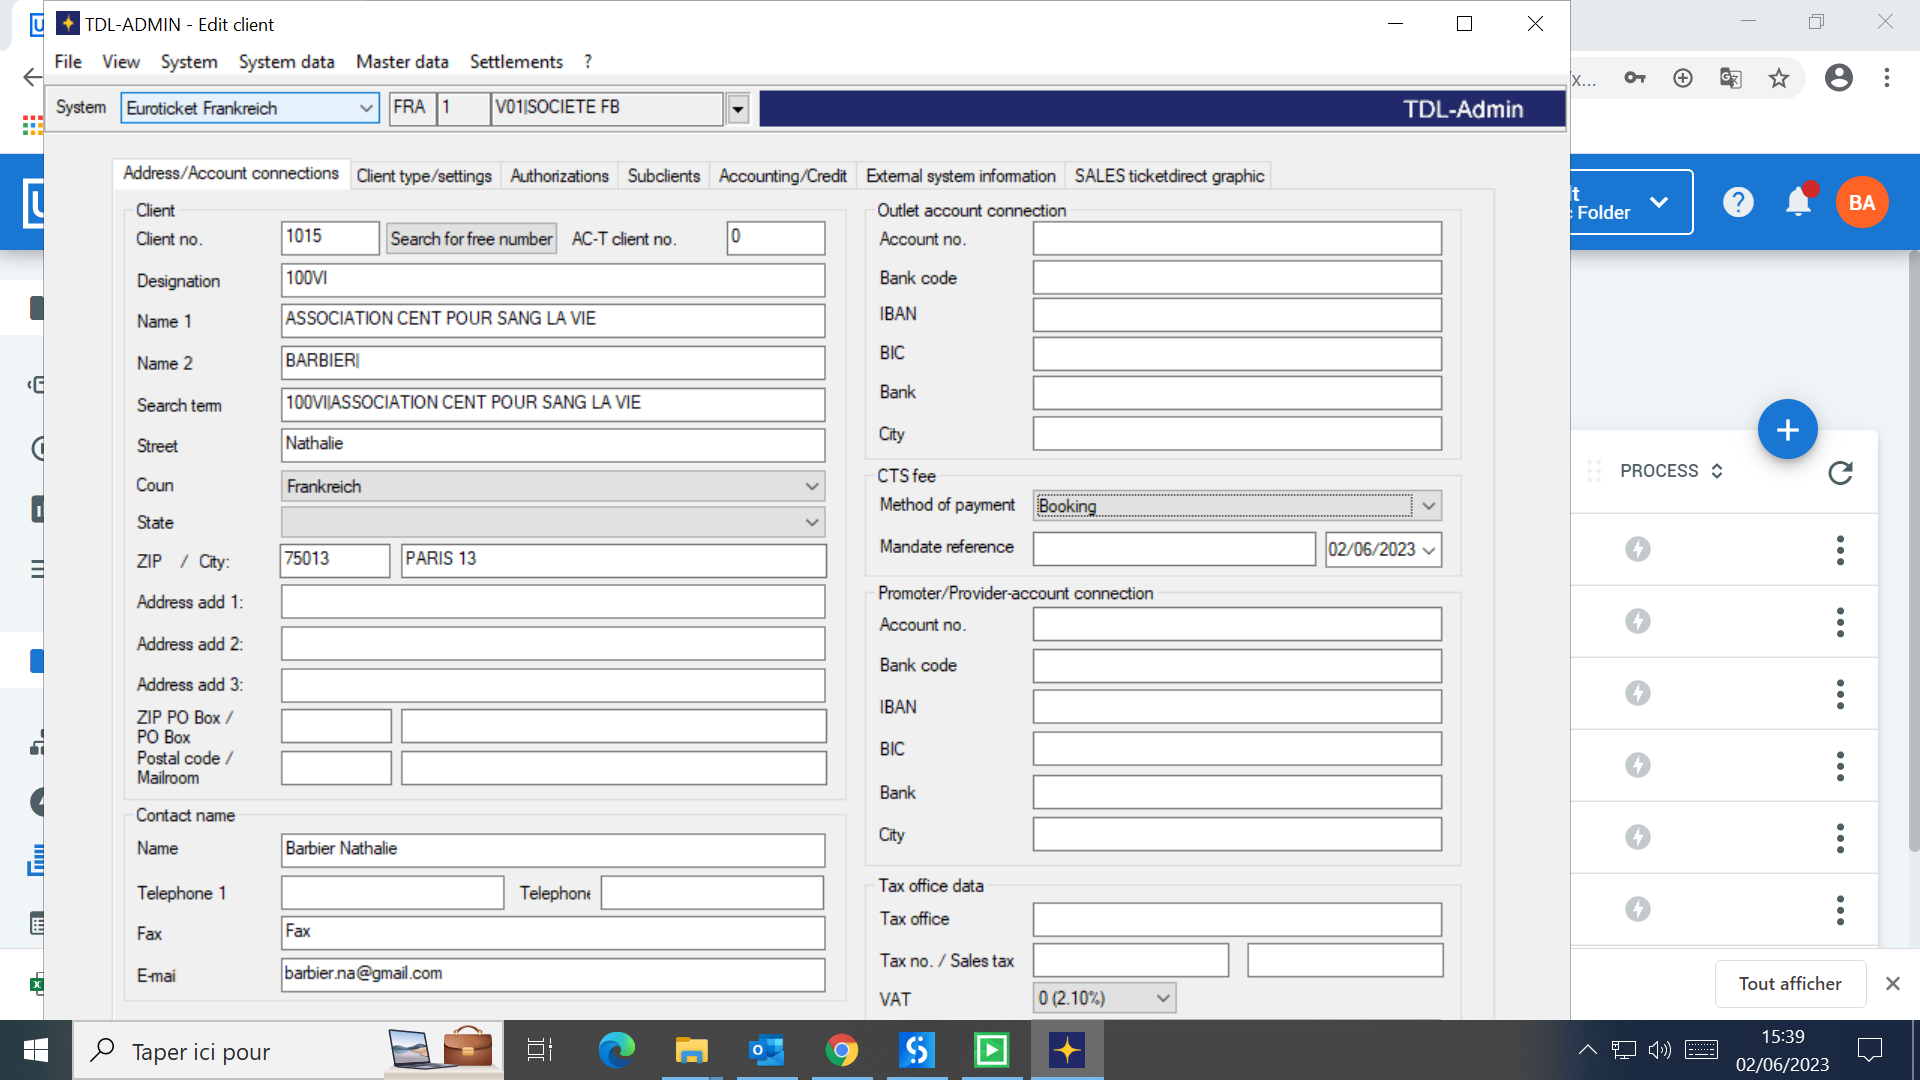 TDL-ADMIN - Edit client
File View System System data Master data Settlements ?
System Euroticket Frankreich FRA 1 V01|SOCIETE FB TDL-Admin
Address/Account connections Client type/settings Authorizations Subclients Accounting/Credit External system information SALES ticketdirect graphic
Client
Client no. 1015 Search for free number AC-T client no. 0
Designation 100VI
Name 1 ASSOCIATION CENT POUR SANG LA VIE
Name 2 BARBIER
Search term 100VI|ASSOCIATION CENT POUR SANG LA VIE
Street Nathalie
Coun Frankreich
State
ZIP / City: 75013 PARIS 13
Address add 1:
Address add 2:
Address add 3:
ZIP PO Box /
PO Box
Postal code /
Mailroom
Contact name
Name Barbier Nathalie
Telephone 1 Telephone
Fax Fax
E-mai barbier.na@gmail.com
Outlet account connection
Account no.
Bank code
IBAN
BIC
Bank
City
CTS fee
Method of payment Booking
Mandate reference 02/06/2023
Promoter/Provider-account connection
Account no.
Bank code
IBAN
BIC
Bank
City
Tax office data
Tax office
Tax no. / Sales tax
VAT 0 (2.10%)
x...
lt
c Folder
BA
PROCESS
Tout afficher
Taper ici pour
15:39
02/06/2023